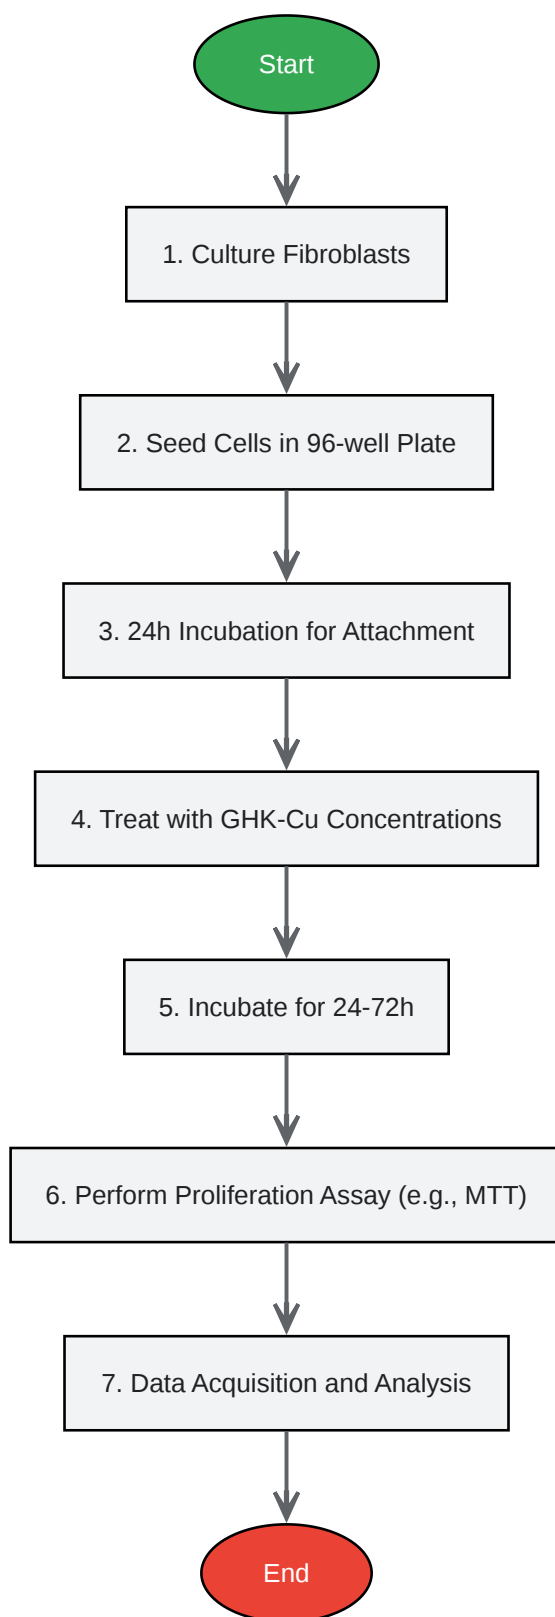 Start
1. Culture Fibroblasts
2. Seed Cells in 96-well Plate
3. 24h Incubation for Attachment
4. Treat with GHK-Cu Concentrations
5. Incubate for 24-72h
6. Perform Proliferation Assay (e.g., MTT)
7. Data Acquisition and Analysis
End